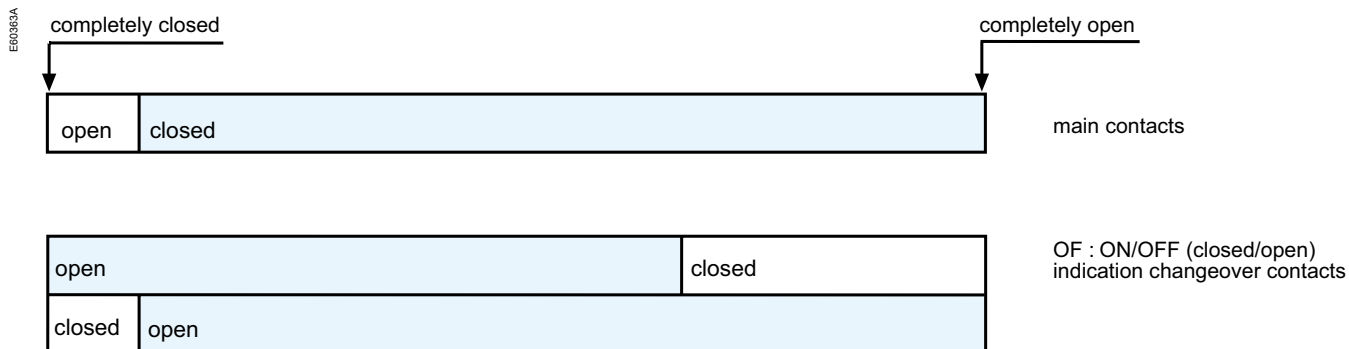 E60363A
completely closed
completely open
open closed
main contacts
open closed
OF : ON/OFF (closed/open)
indication changeover contacts
closed open